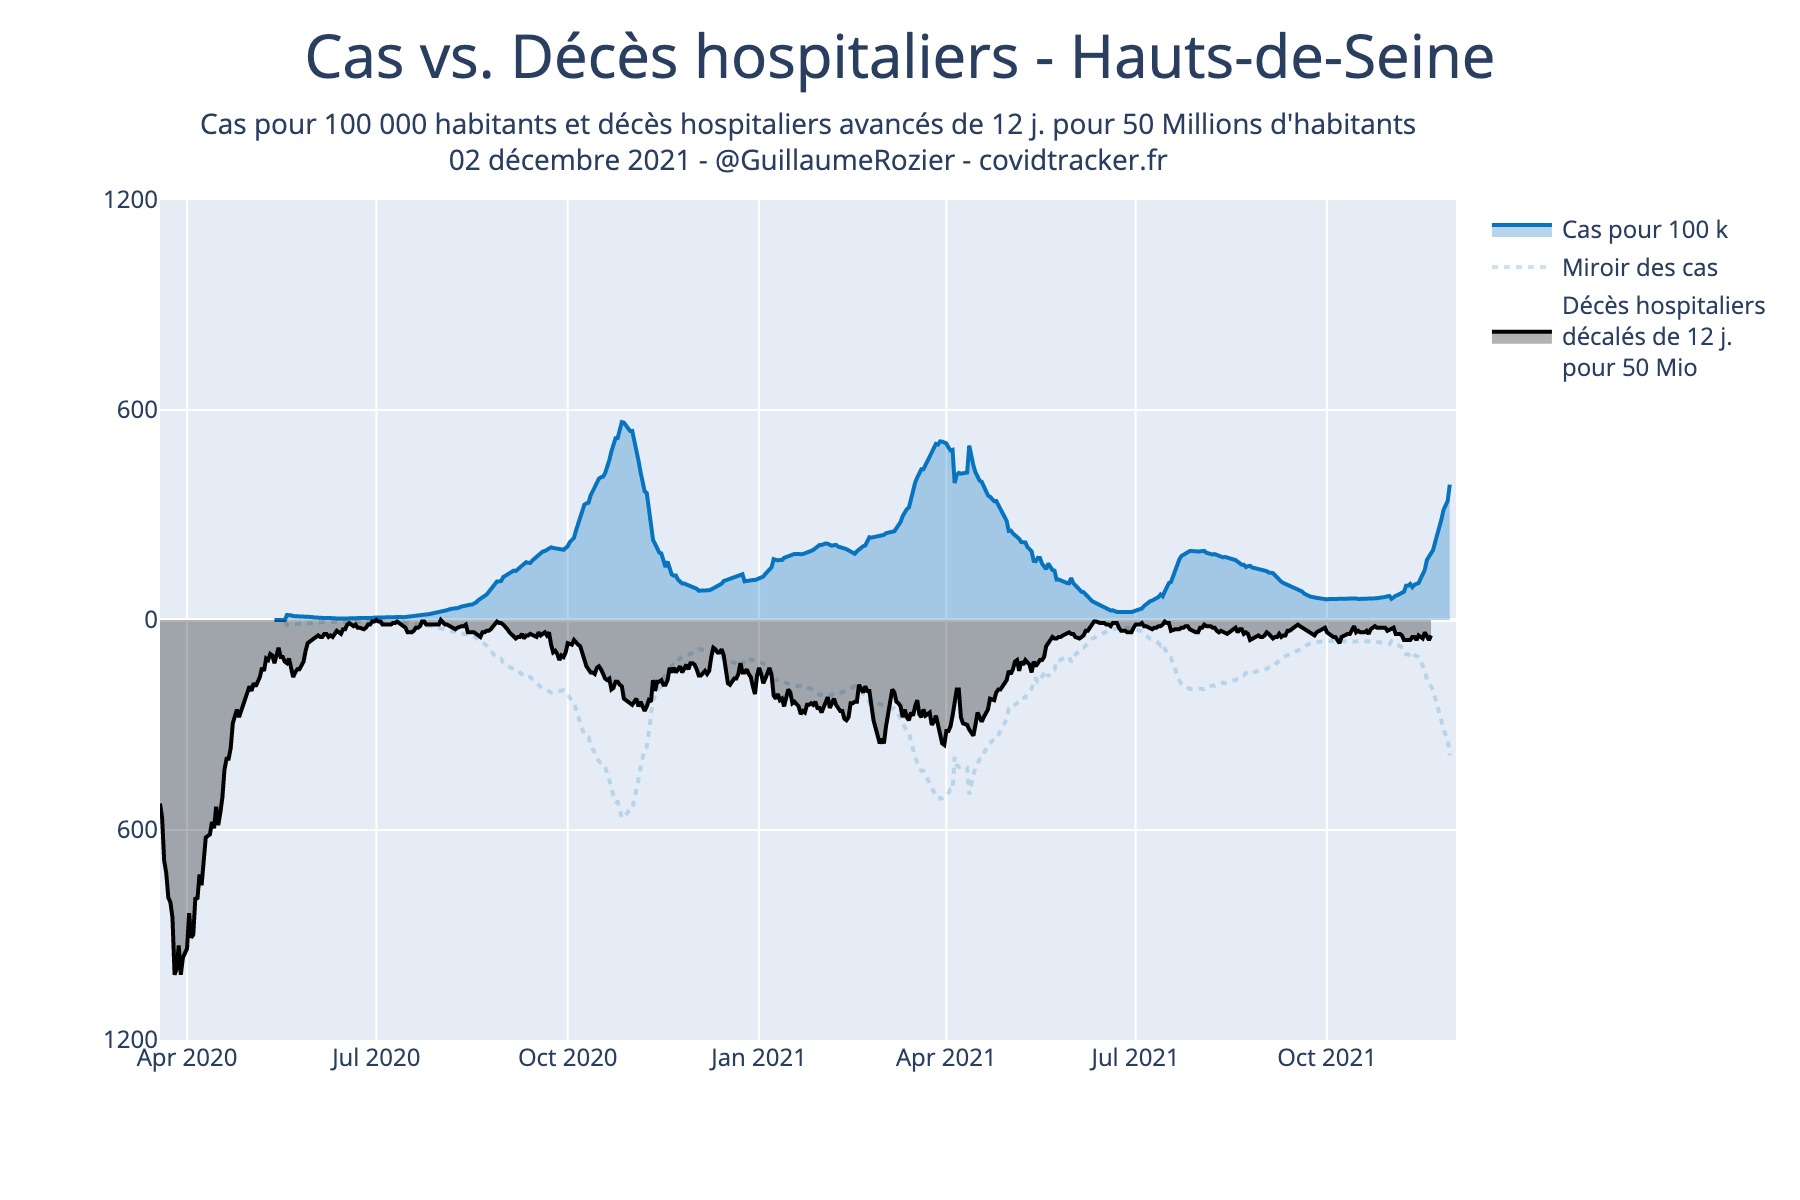 Cas vs. Décès hospitaliers - Hauts-de-Seine
Cas pour 100 000 habitants et décès hospitaliers avancés de 12 j. pour 50 Millions d'habitants
02 décembre 2021 - @GuillaumeRozier - covidtracker.fr
1200
600
0
600
1200
Apr 2020
Jul 2020
Oct 2020
Jan 2021
Apr 2021
Jul 2021
Oct 2021
Cas pour 100 k
Miroir des cas
Décès hospitaliers
décalés de 12 j.
pour 50 Mio